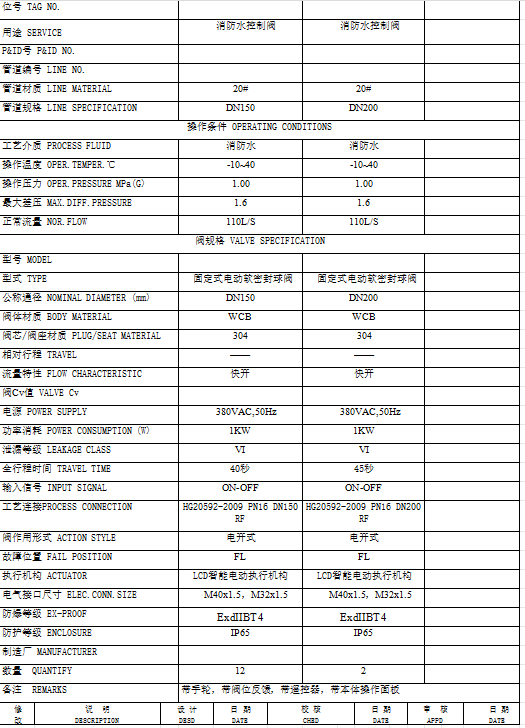 位号 TAG NO.
用途 SERVICE 消防水控制阀 消防水控制阀
P&ID号 P&ID NO.
管道编号 LINE NO.
管道材质 LINE MATERIAL 20# 20#
管道规格 LINE SPECIFICATION DN150 DN200
操作条件 OPERATING CONDITIONS
工艺介质 PROCESS FLUID 消防水 消防水
操作温度 OPER.TEMPER.℃ -10~40 -10~40
操作压力 OPER.PRESSURE MPa(G) 1.00 1.00
最大差压 MAX.DIFF.PRESSURE 1.6 1.6
正常流量 NOR.FLOW 110L/S 110L/S
阀规格 VALVE SPECIFICATION
型号 MODEL
型式 TYPE 固定式电动软密封球阀 固定式电动软密封球阀
公称通径 NOMINAL DIAMETER (mm) DN150 DN200
阀体材质 BODY MATERIAL WCB WCB
阀芯/阀座材质 PLUG/SEAT MATERIAL 304 304
相对行程 TRAVEL —— ——
流量特性 FLOW CHARACTERISTIC 快开 快开
阀Cv值 VALVE Cv
电源 POWER SUPPLY 380VAC,50Hz 380VAC,50Hz
功率消耗 POWER CONSUMPTION (W) 1KW 1KW
泄漏等级 LEAKAGE CLASS VI VI
全行程时间 TRAVEL TIME 40秒 45秒
输入信号 INPUT SIGNAL ON-OFF ON-OFF
工艺连接PROCESS CONNECTION HG20592-2009 PN16 DN150 HG20592-2009 PN16 DN200
RF RF
阀作用形式 ACTION STYLE 电开式 电开式
故障位置 FAIL POSITION FL FL
执行机构 ACTUATOR LCD智能电动执行机构 LCD智能电动执行机构
电气接口尺寸 ELEC.CONN.SIZE M40x1.5, M32x1.5 M40x1.5, M32x1.5
防爆等级 EX-PROOF ExdIIBT4 ExdIIBT4
防护等级 ENCLOSURE IP65 IP65
制造厂 MANUFACTURER
数量 QUANTIFY 12 2
备注 REMARKS 带手轮，带阀位反馈，带遥控器，带本体操作面板
修 说 明 设 计 日 期 校 核 日 期 审 核 日 期
改 DESCRIPTION DESD DATE CHED DATE APPD DATE